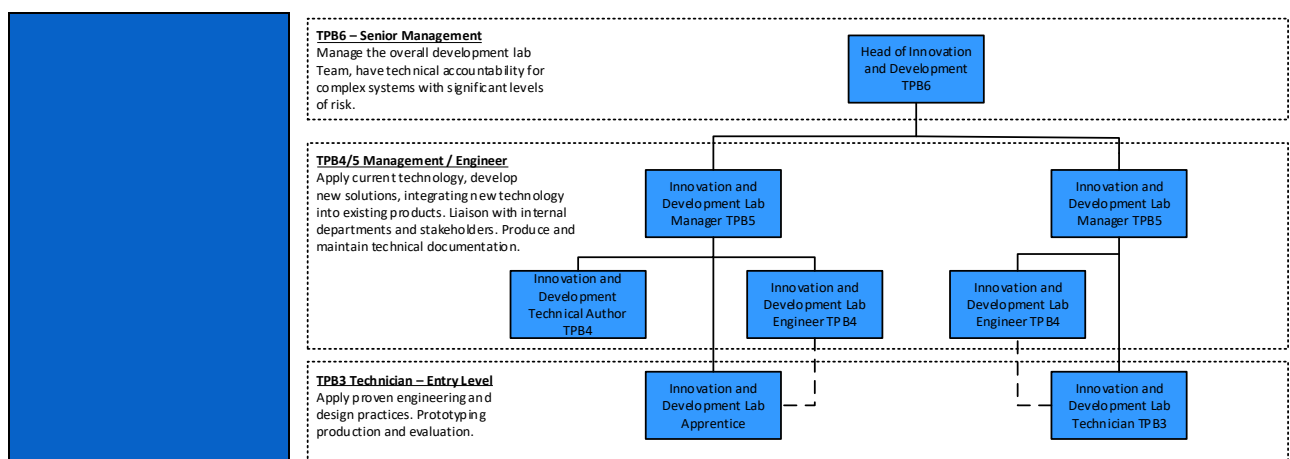 TPB6 – Senior Management
Manage the overall development lab
Team, have technical accountability for
complex systems with significant levels
of risk.
Head of Innovation
and Development
TPB6
TPB4/5 Management / Engineer
Apply current technology, develop
new solutions, integrating new technology
into existing products. Liaison with internal
departments and stakeholders. Produce and
maintain technical documentation.
Innovation and
Development Lab
Manager TPB5
Innovation and
Development Lab
Manager TPB5
Innovation and
Development
Technical Author
TPB4
Innovation and
Development Lab
Engineer TPB4
Innovation and
Development Lab
Engineer TPB4
TPB3 Technician – Entry Level
Apply proven engineering and
design practices. Prototyping
production and evaluation.
Innovation and
Development Lab
Apprentice
Innovation and
Development Lab
Technician TPB3